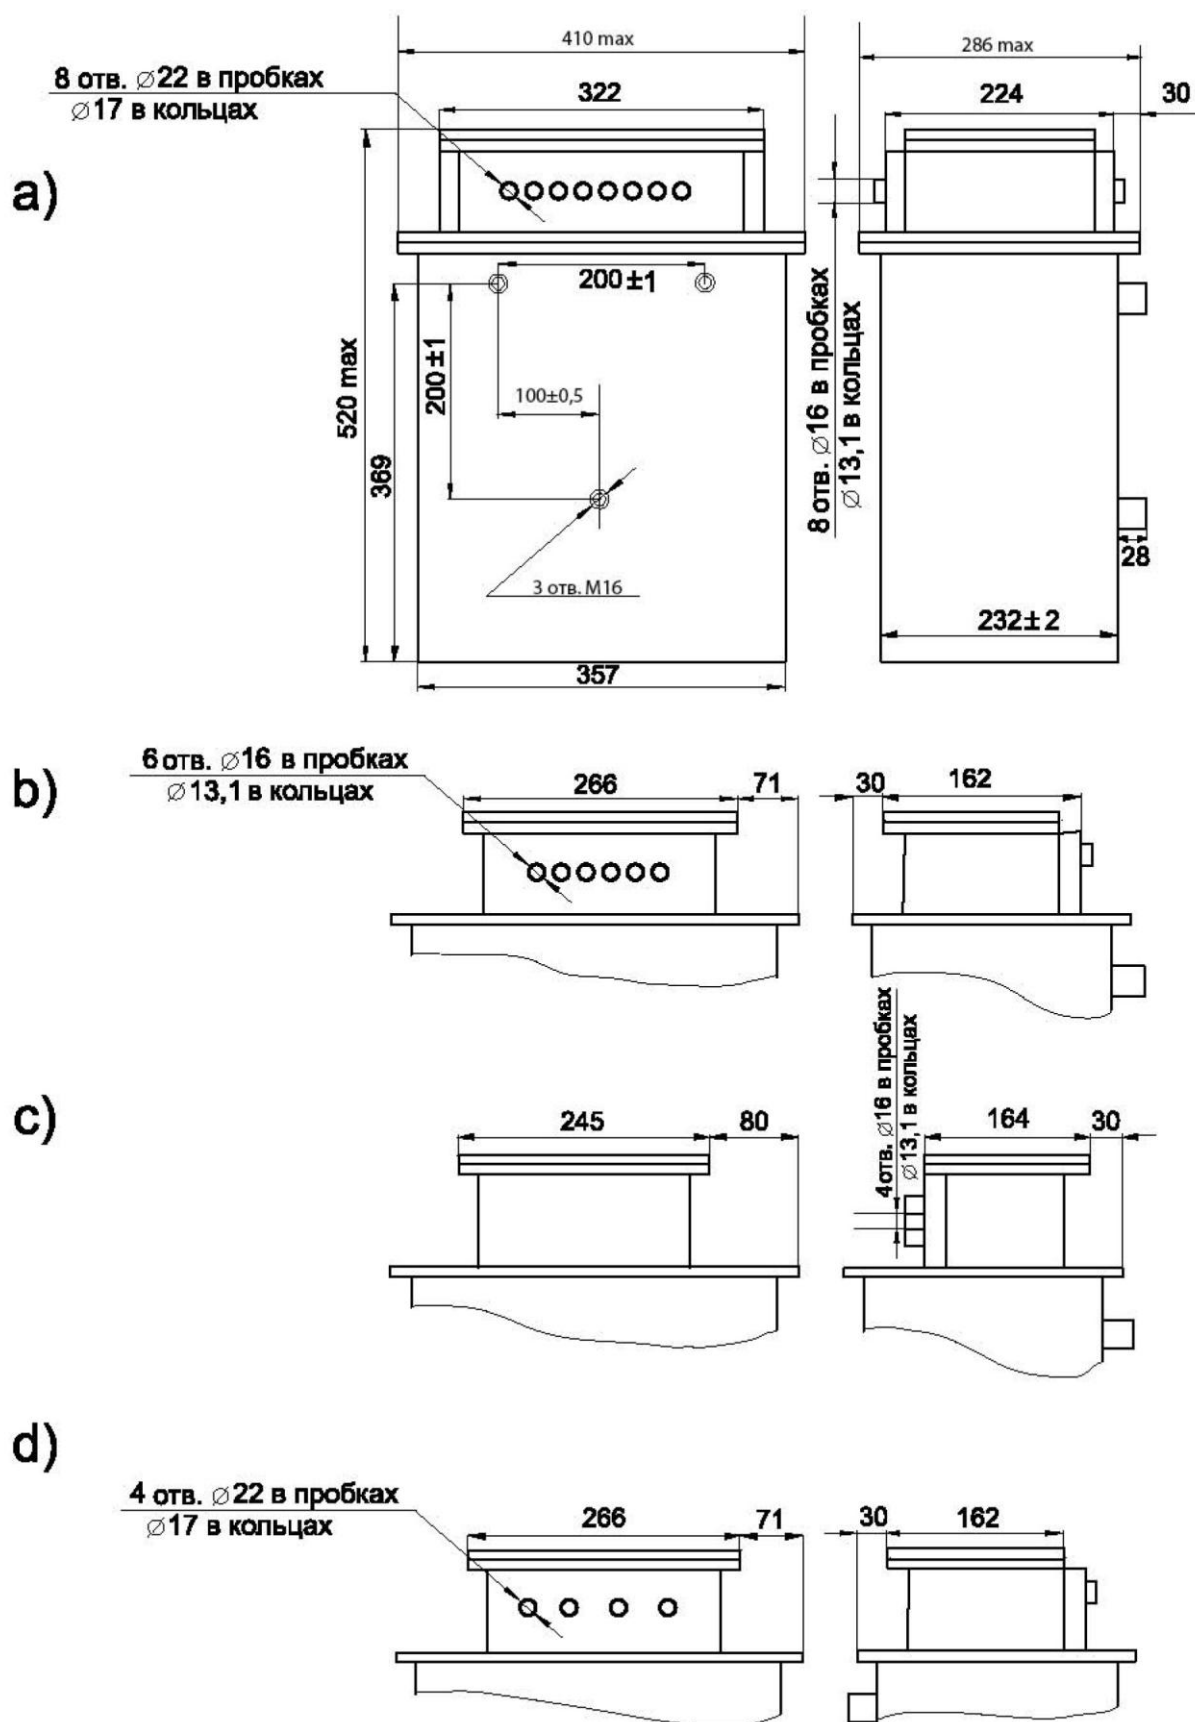 410 max
286 max
8 отв. ∅22 в пробках
∅17 в кольцах
322
224
30
a)
200±1
520 max
369
200±1
100±0,5
8 отв. ∅16 в пробках
∅13,1 в кольцах
3 отв. М16
28
232±2
357
b)
6 отв. ∅16 в пробках
∅13,1 в кольцах
266
71
30
162
c)
245
80
4 отв. ∅16 в пробках
∅13,1 в кольцах
164
30
d)
4 отв. ∅22 в пробках
∅17 в кольцах
266
71
30
162